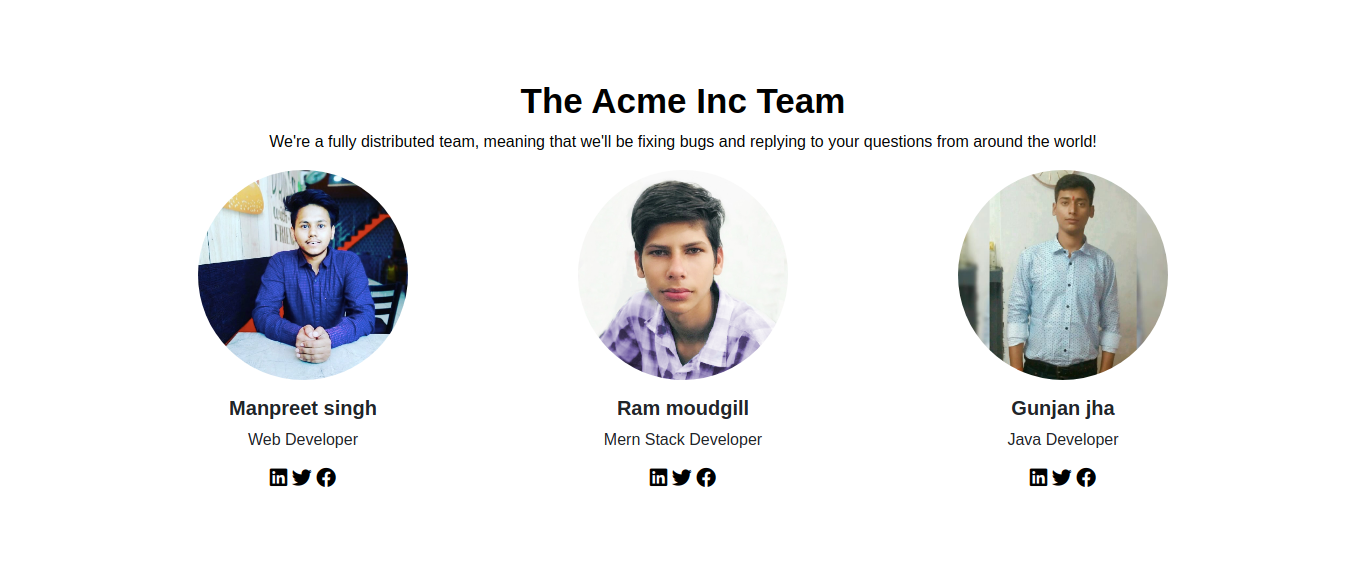 The Acme Inc Team
We're a fully distributed team, meaning that we'll be fixing bugs and replying to your questions from around the world!
Manpreet singh
Ram moudgill
Gunjan jha
Web Developer
Mern Stack Developer
Java Developer